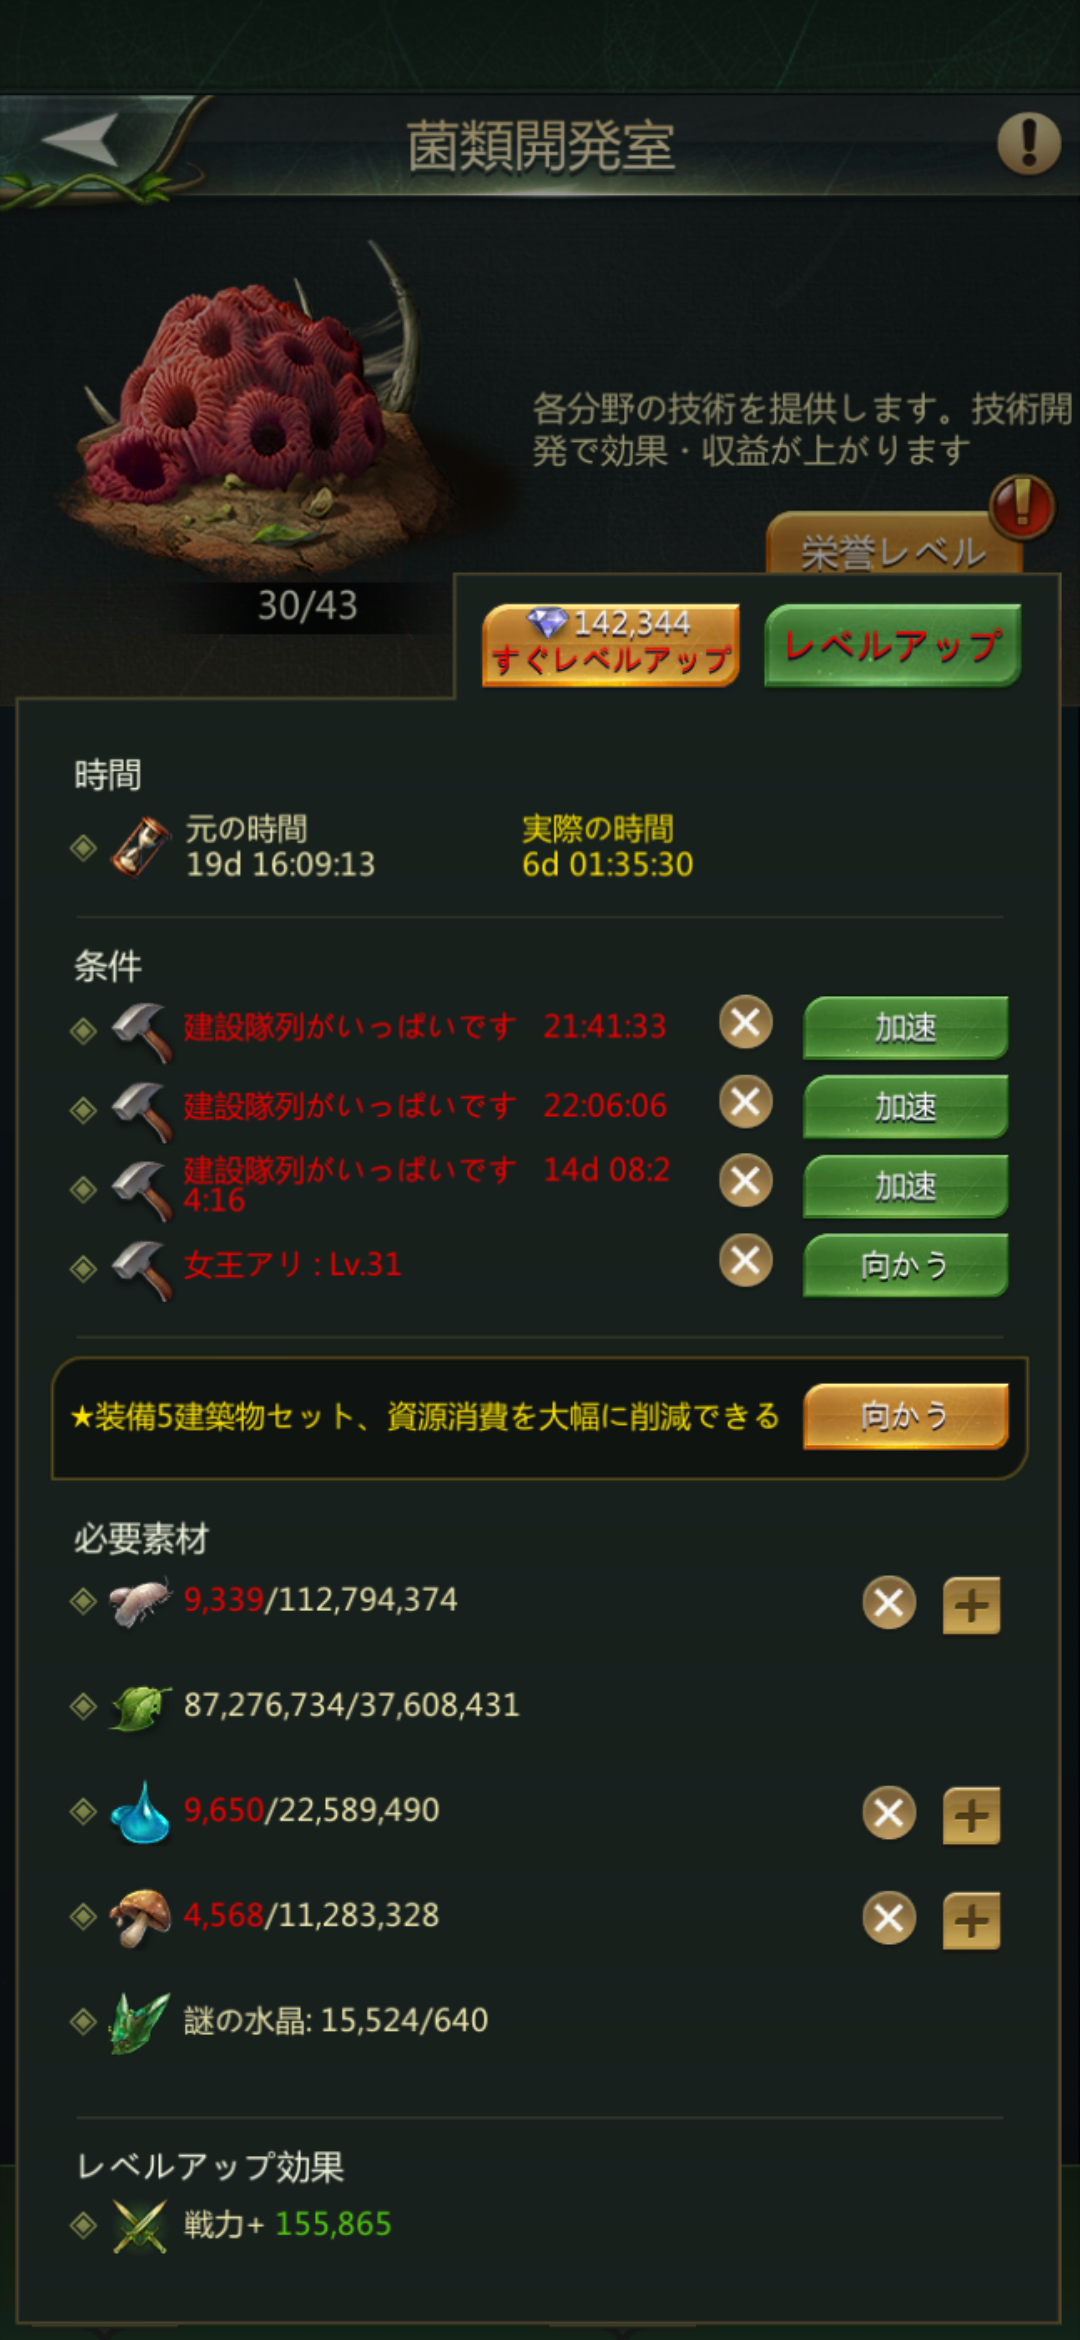 菌類開発室
各分野の技術を提供します。技術開
発で効果・収益が上がります
栄誉レベル
30/43
142,344
すぐレベルアップ
レベルアップ
時間
元の時間 実際の時間
19d 16:09:13 6d 01:35:30
条件
建設隊列がいっぱいです 21:41:33 加速
建設隊列がいっぱいです 22:06:06 加速
建設隊列がいっぱいです 14d 08:2
4:16 加速
女王アリ : Lv.31 向かう
★装備5建築物セット、資源消費を大幅に削減できる 向かう
必要素材
9,339/112,794,374
87,276,734/37,608,431
9,650/22,589,490
4,568/11,283,328
謎の水晶: 15,524/640
レベルアップ効果
戦力+ 155,865